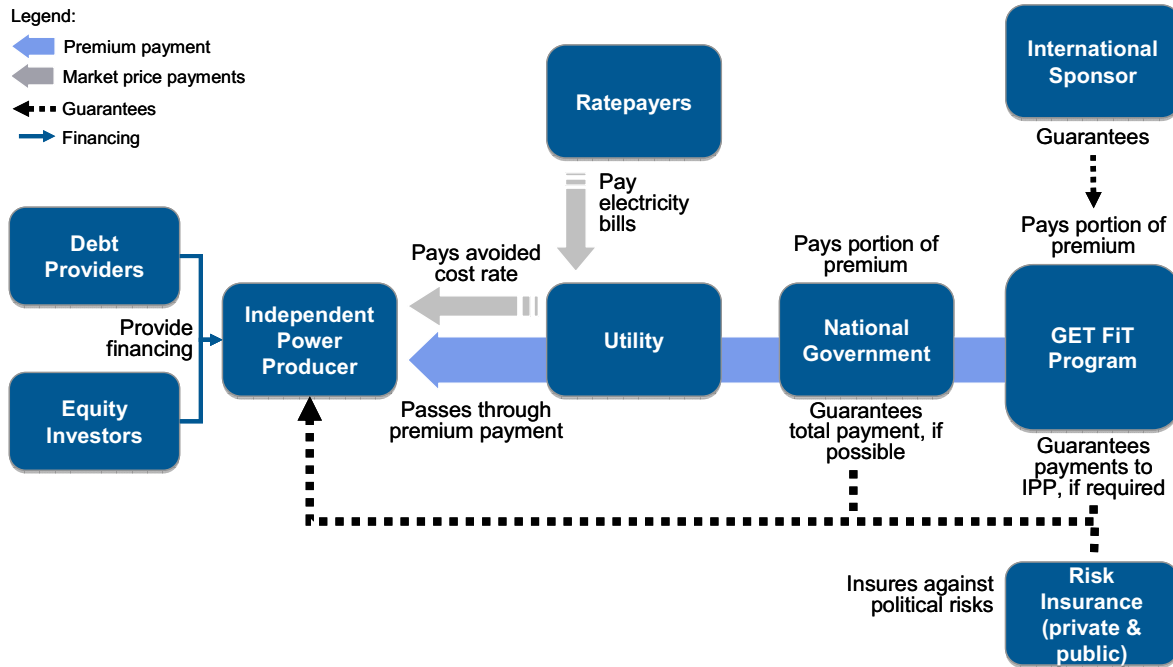 Legend:
Premium payment
Market price payments
Guarantees
Financing
International
Sponsor
Ratepayers
Guarantees
Pay
electricity
bills
Debt
Providers
Pays avoided
cost rate
Pays portion of
premium
Pays portion of
premium
Provide
financing
Independent
Power
Producer
Utility
National
Government
GET FiT
Program
Equity
Investors
Passes through
premium payment
Guarantees
total payment, if
possible
Guarantees
payments to
IPP, if required
Insures against
political risks
Risk
Insurance
(private &
public)